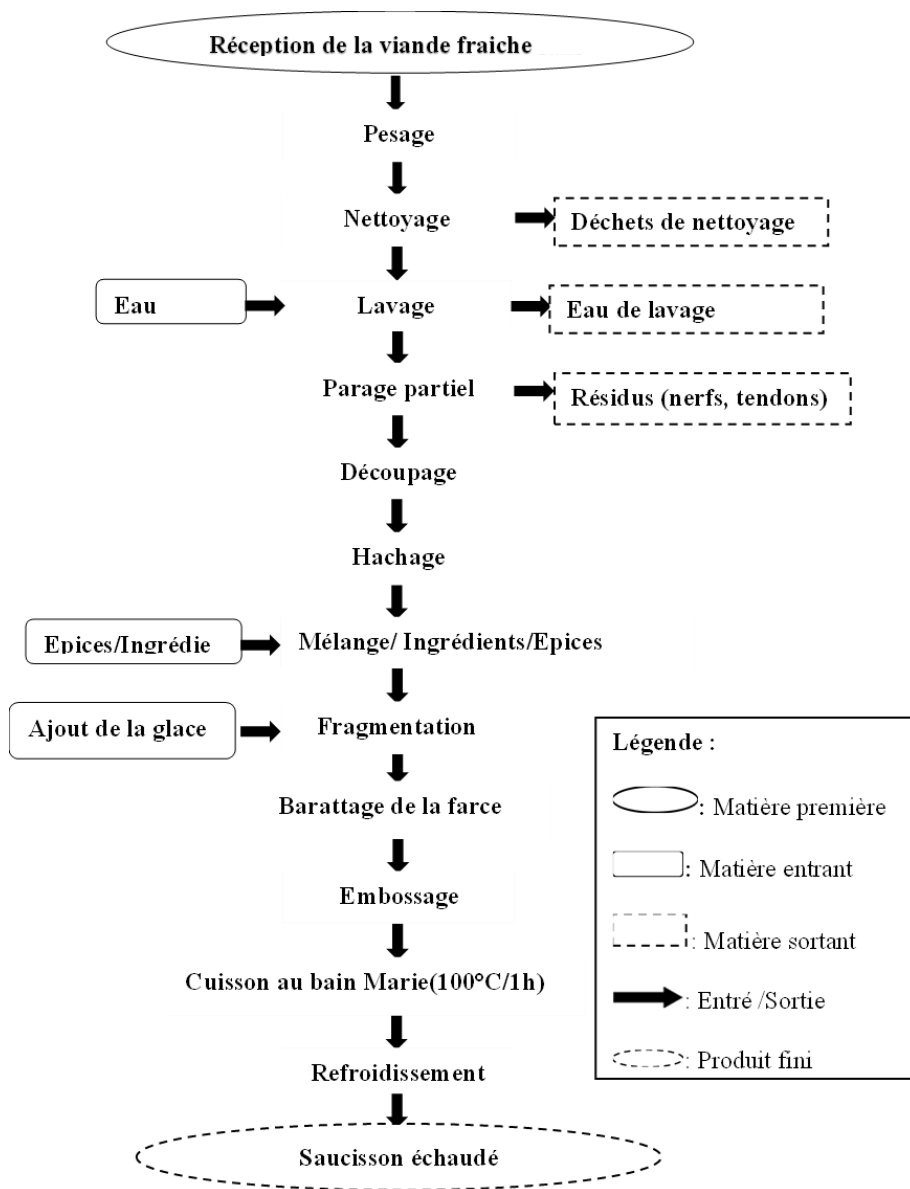 Réception de la viande fraiche
Pesage
Nettoyage
Déchets de nettoyage
Eau
Lavage
Eau de lavage
Parage partiel
Résidus (nerfs, tendons)
Découpage
Hachage
Epices/Ingrédie
Mélange/ Ingrédients/Epices
Ajout de la glace
Fragmentation
Barattage de la farce
Embossage
Cuisson au bain Marie(100°C/1h)
Refroidissement
Saucisson échaudé
Légende :
: Matière première
: Matière entrant
: Matière sortant
: Entré /Sortie
: Produit fini